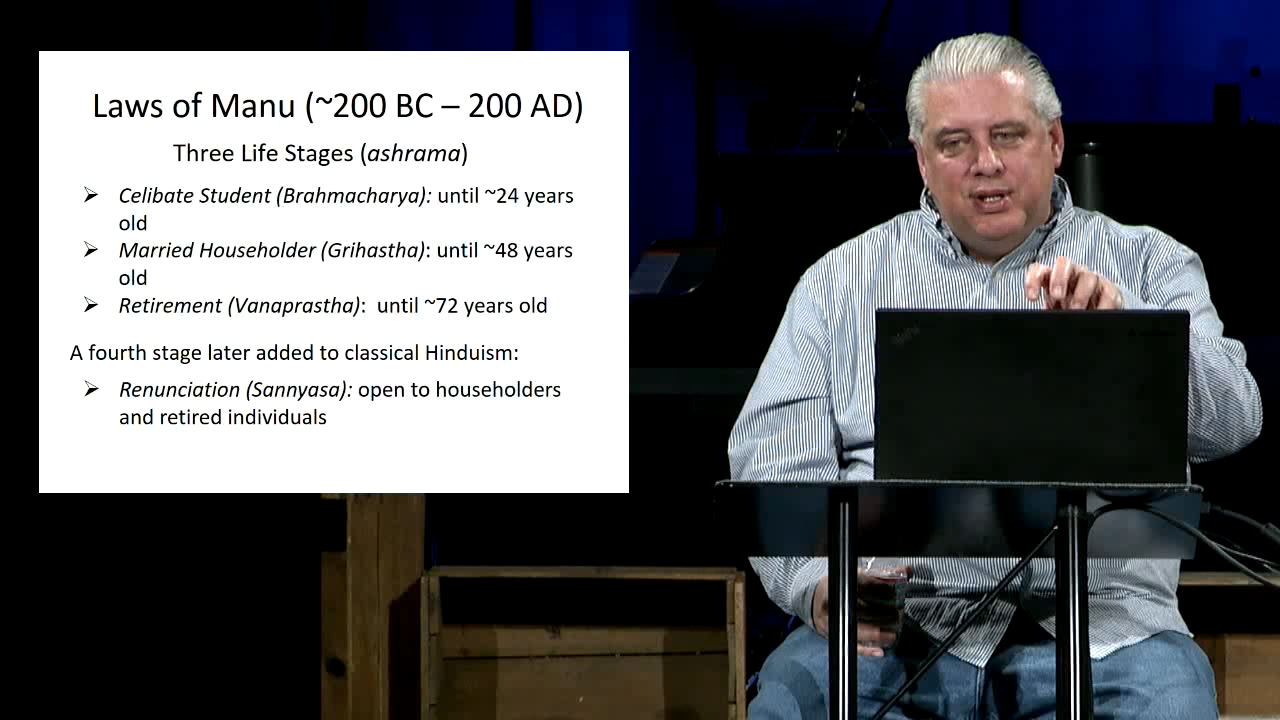 Laws of Manu (~200 BC – 200 AD)
Three Life Stages (ashrama)
➢ Celibate Student (Brahmacharya): until ~24 years
old
➢ Married Householder (Grihastha): until ~48 years
old
➢ Retirement (Vanaprastha):  until ~72 years old
A fourth stage later added to classical Hinduism:
➢ Renunciation (Sannyasa): open to householders
and retired individuals